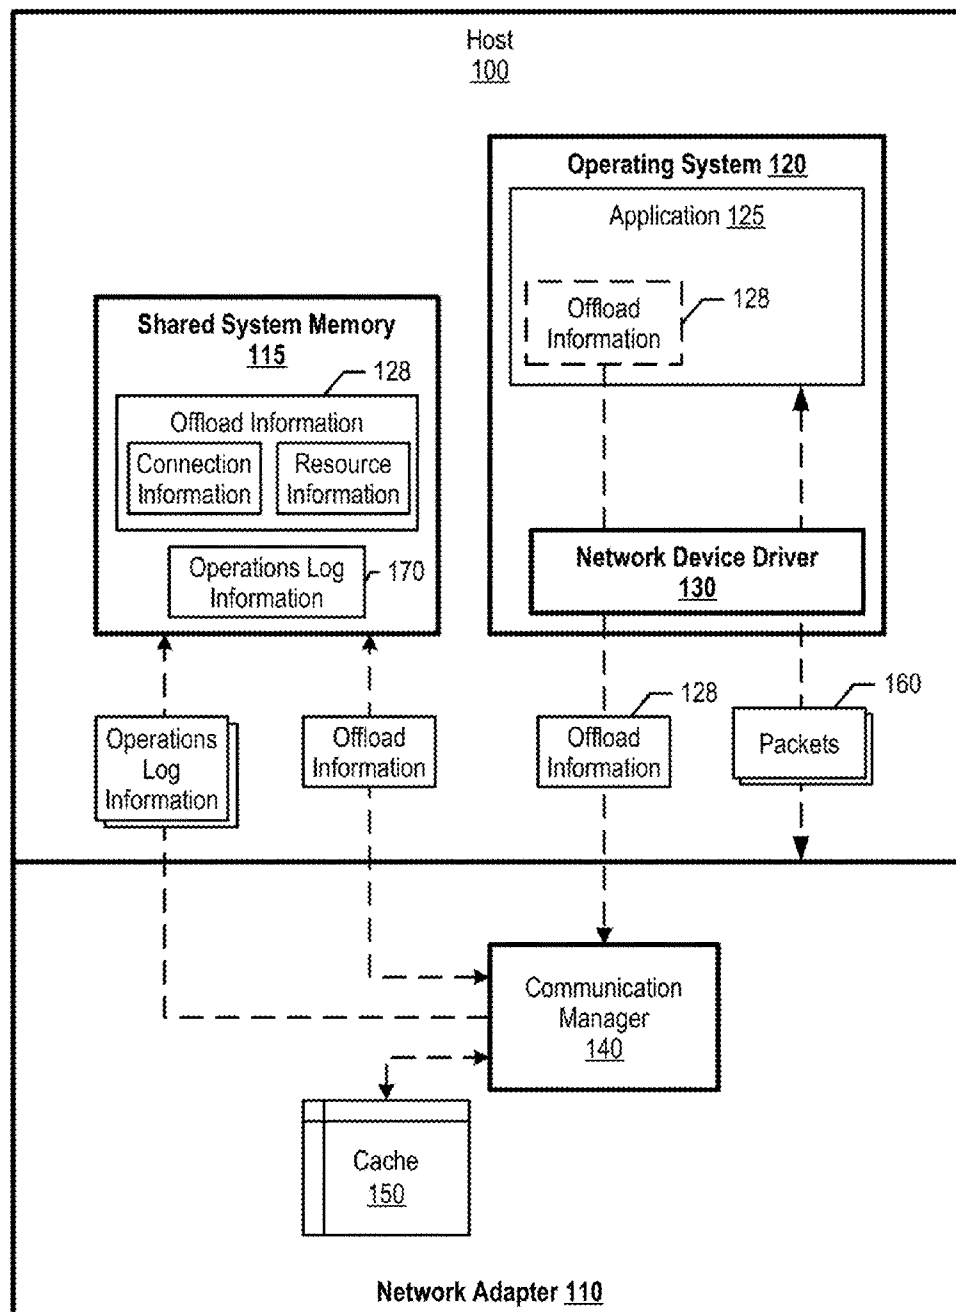 Host
100
Operating System 120
Application 125
Offload
Information
128
Shared System Memory
115
128
Offload Information
Connection
Information
Resource
Information
Operations Log
Information
170
Network Device Driver
130
Operations
Log
Information
Offload
Information
128
Offload
Information
160
Packets
Communication
Manager
140
Cache
150
Network Adapter 110